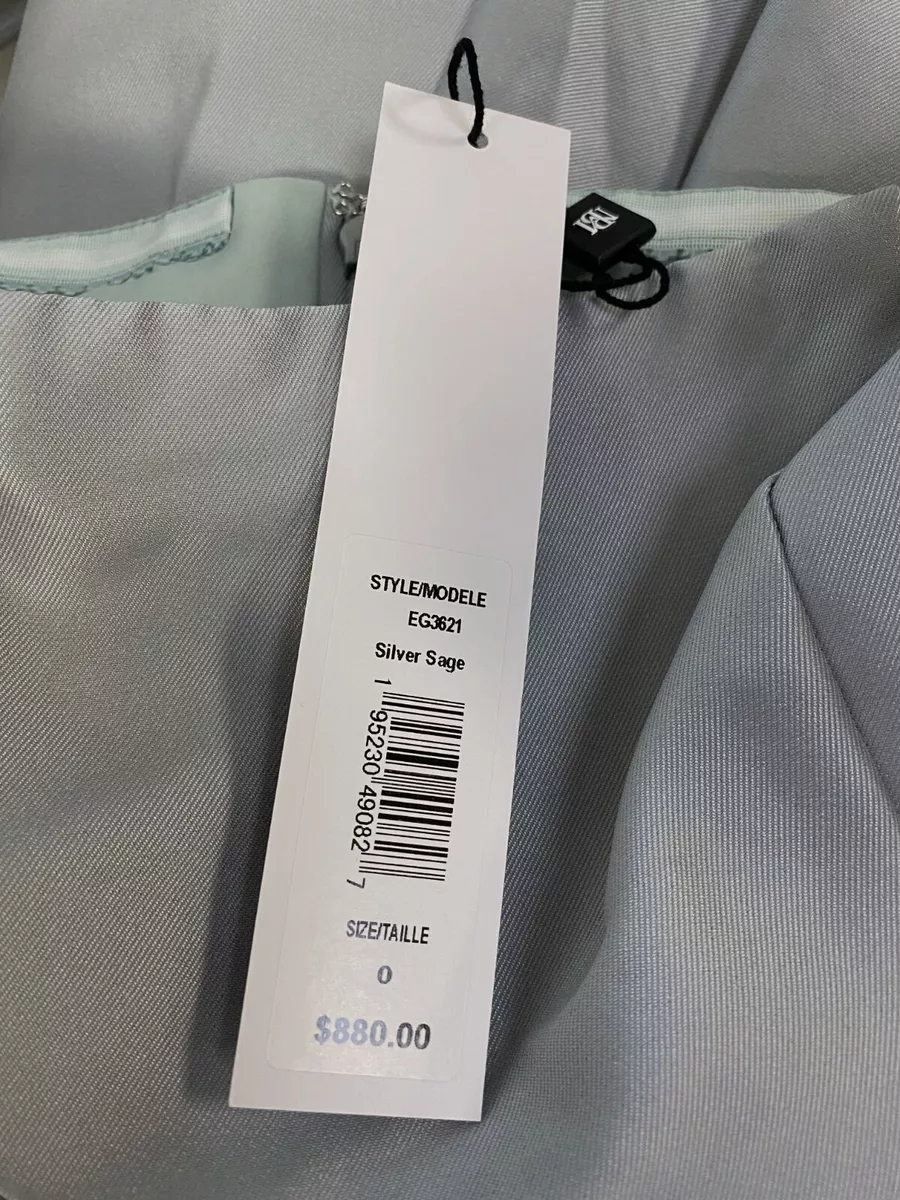 STYLE/MODELE
EG3621
Silver Sage
1 95230 49082 7
SIZE/TAILLE
0
$880.00